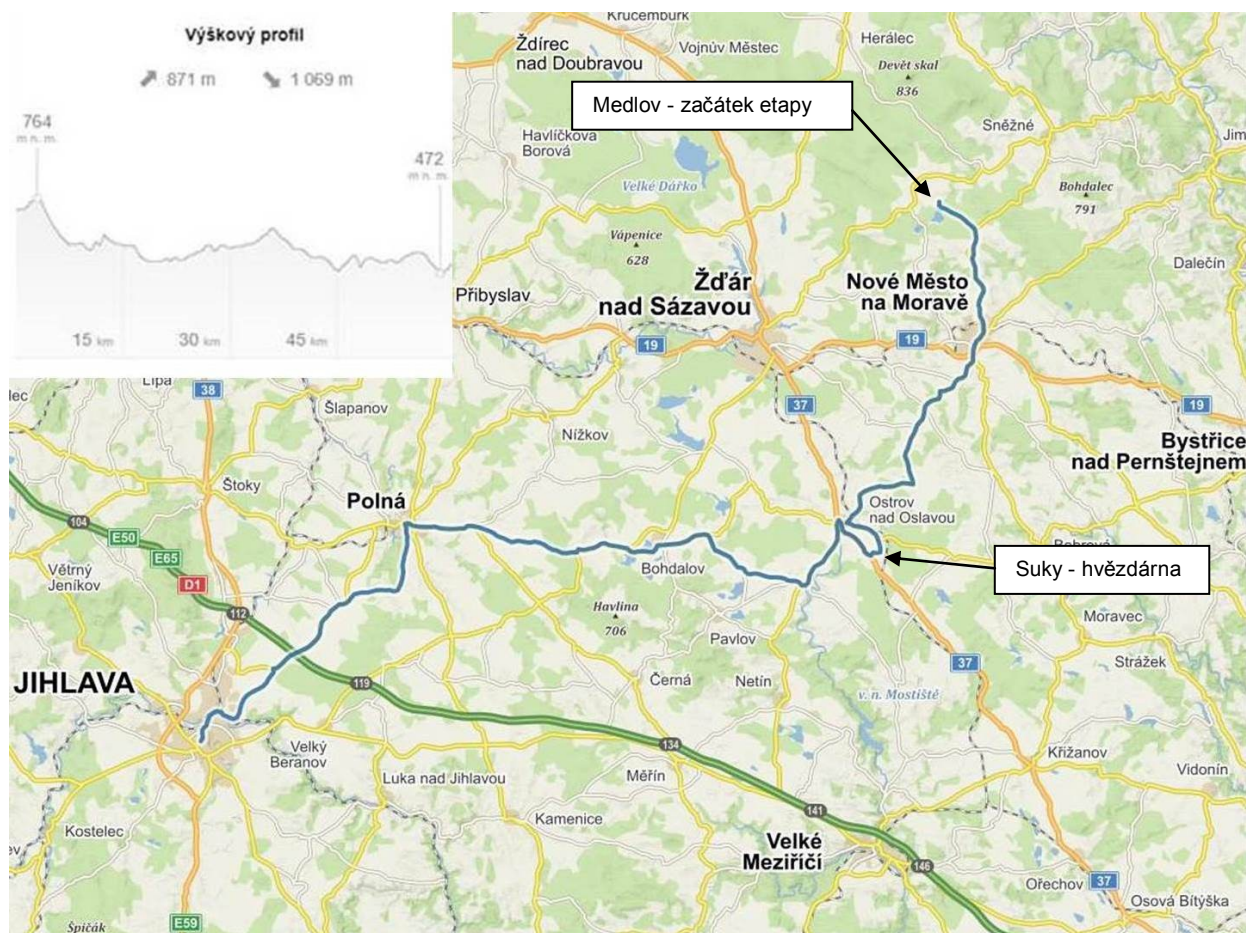 Výškový profil
871 m
1 069 m
764
m n. m.
472
m n. m.
15 km
30 km
45 km
Krucemburk
Ždírec
nad Doubravou
Vojnův Městec
Herálec
Devět skal
836
Medlov - začátek etapy
Sněžné
Jim
Havlíčkova
Borová
Velké Dářko
Bohdalec
791
Vápenice
628
Dalečín
Žďár
nad Sázavou
Nové Město
na Moravě
Přibyslav
19
19
37
19
Lípa
38
lec
Šlapanov
Nížkov
Bystřice
nad Pernštejnem
Štoky
Polná
104
E50
E65
D1
Ostrov
nad Oslavou
Bobrová
Větrný
Jeníkov
Bohdalov
Suky - hvězdárna
112
Havlina
706
Moravec
Pavlov
Strážek
JIHLAVA
119
Černá
Netín
37
v. n. Mostiště
Velký
Beranov
134
Křižanov
Luka nad Jihlavou
Měřín
Vidonín
141
Kostelec
Kamenice
Velké
Meziříčí
146
Ořechov
37
Osová Bítýška
E59
Špičák